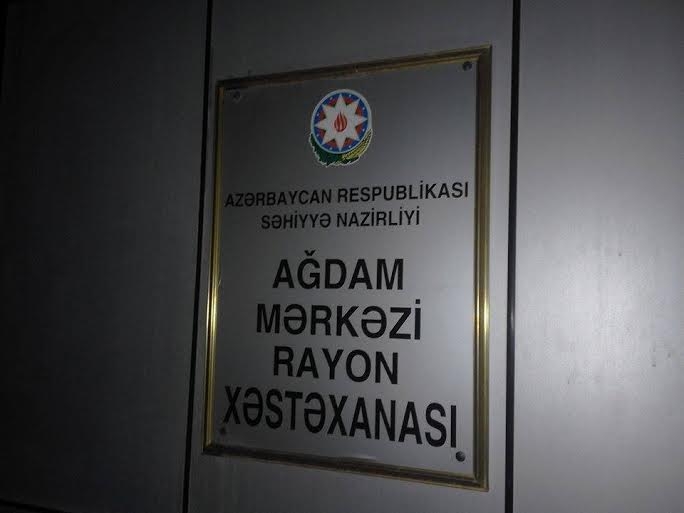 AZƏRBAYCAN RESPUBLİKASI
SƏHİYYƏ NAZİRLİYİ
AĞDAM
MƏRKƏZİ
RAYON
XƏSTƏXANASI